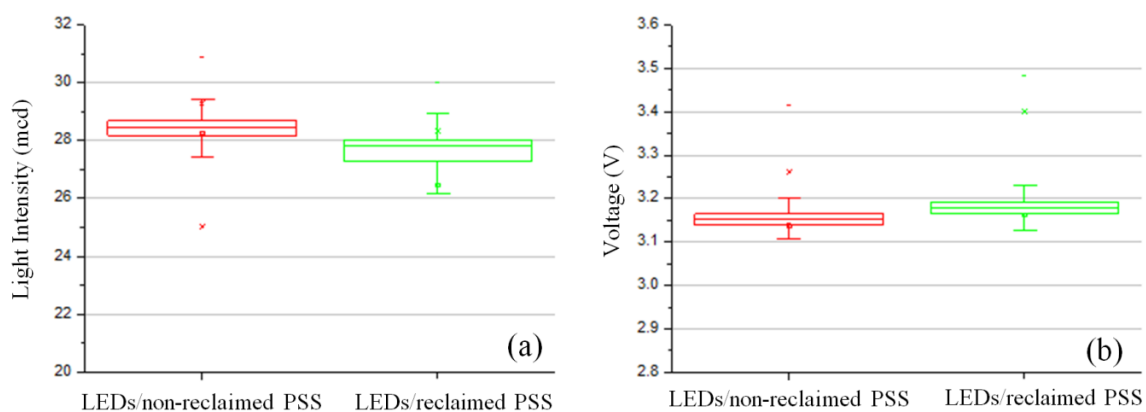 Light Intensity (mcd)
32
30
28
26
24
22
20
LEDs/non-reclaimed PSS
LEDs/reclaimed PSS
(a)
Voltage (V)
3.6
3.5
3.4
3.3
3.2
3.1
3.0
2.9
2.8
LEDs/non-reclaimed PSS
LEDs/reclaimed PSS
(b)